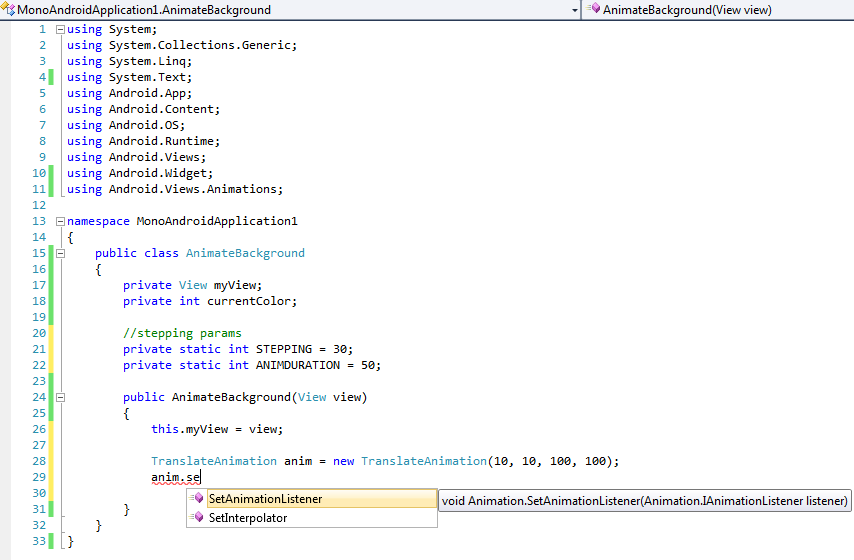 MonoAndroidApplication1.AnimateBackground AnimateBackground(View view)
1 using System;
2 using System.Collections.Generic;
3 using System.Linq;
4 using System.Text;
5 using Android.App;
6 using Android.Content;
7 using Android.OS;
8 using Android.Runtime;
9 using Android.Views;
10 using Android.Widget;
11 using Android.Views.Animations;
12
13 namespace MonoAndroidApplication1
14 {
15 public class AnimateBackground
16 {
17 private View myView;
18 private int currentColor;
19
20 //stepping params
21 private static int STEPPING = 30;
22 private static int ANIMDURATION = 50;
23
24 public AnimateBackground(View view)
25 {
26 this.myView = view;
27
28 TranslateAnimation anim = new TranslateAnimation(10, 10, 100, 100);
29 anim.se
30 SetAnimationListener void Animation.SetAnimationListener(Animation.IAnimationListener listener)
31 } SetInterpolator
32 }
33 }